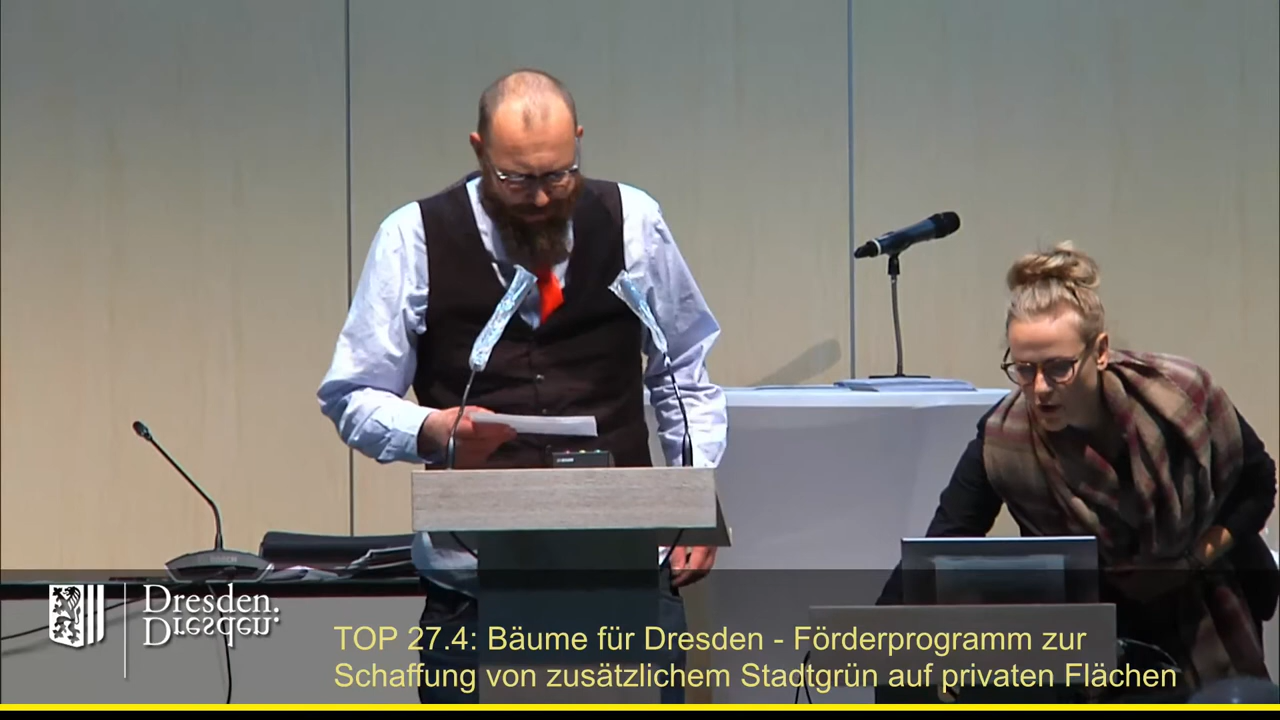 Dresden.
Dresden.
TOP 27.4: Bäume für Dresden - Förderprogramm zur
Schaffung von zusätzlichem Stadtgrün auf privaten Flächen